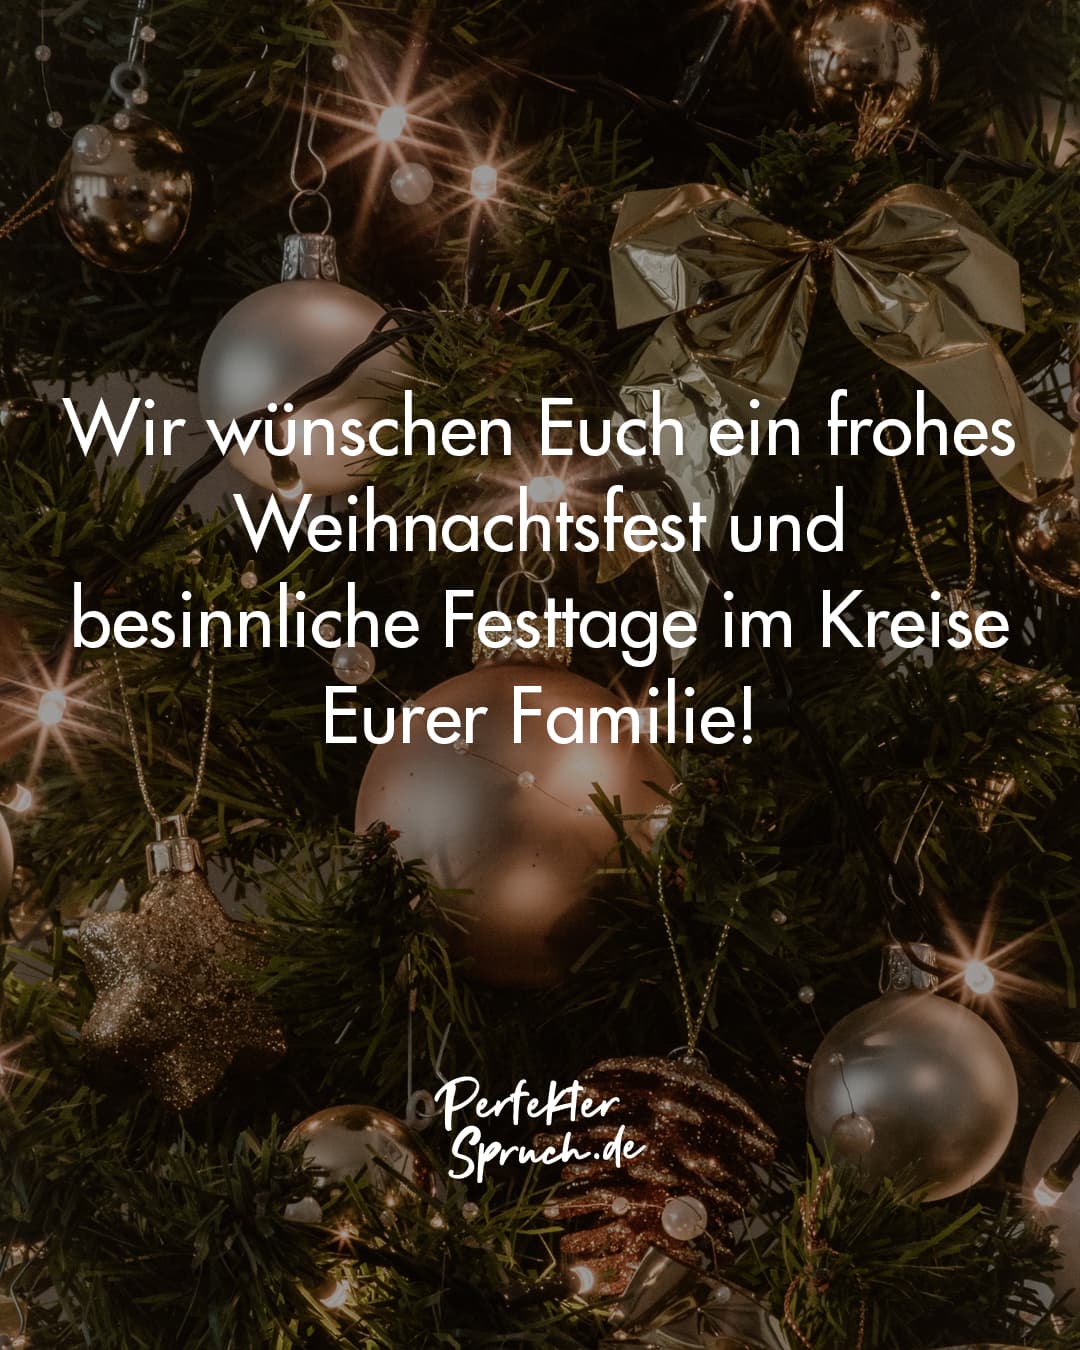 Wir wünschen Euch ein frohes
Weihnachtsfest und
besinnliche Festtage im Kreise
Eurer Familie!
Perfekter
Spruch.de